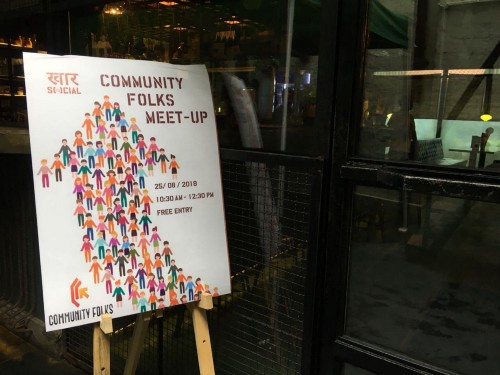 खार
SOCIAL
COMMUNITY
FOLKS
MEET-UP
25/08/2018
10:30 AM - 12:30 PM
FREE ENTRY
COMMUNITY FOLKS